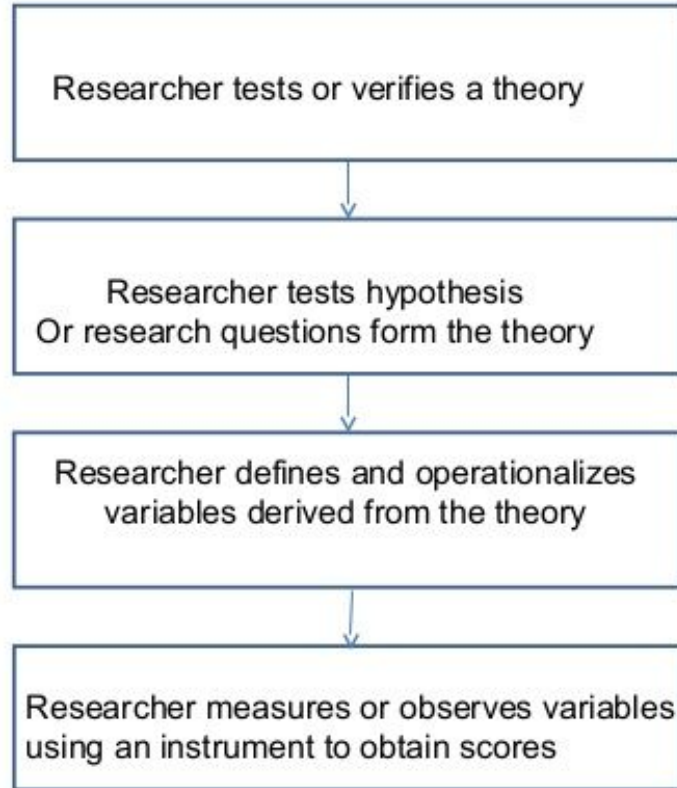 Researcher tests or verifies a theory
Researcher tests hypothesis
Or research questions form the theory
Researcher defines and operationalizes
variables derived from the theory
Researcher measures or observes variables
using an instrument to obtain scores